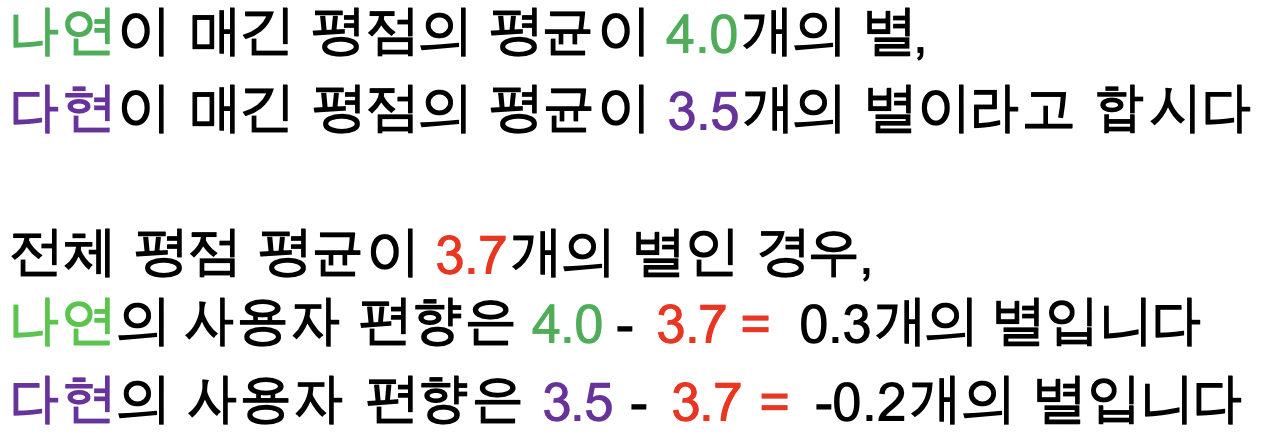 나연이 매긴 평점의 평균이 4.0개의 별,
다현이 매긴 평점의 평균이 3.5개의 별이라고 합시다
전체 평점 평균이 3.7개의 별인 경우,
나연의 사용자 편향은 4.0 - 3.7 = 0.3개의 별입니다
다현의 사용자 편향은 3.5 - 3.7 = -0.2개의 별입니다